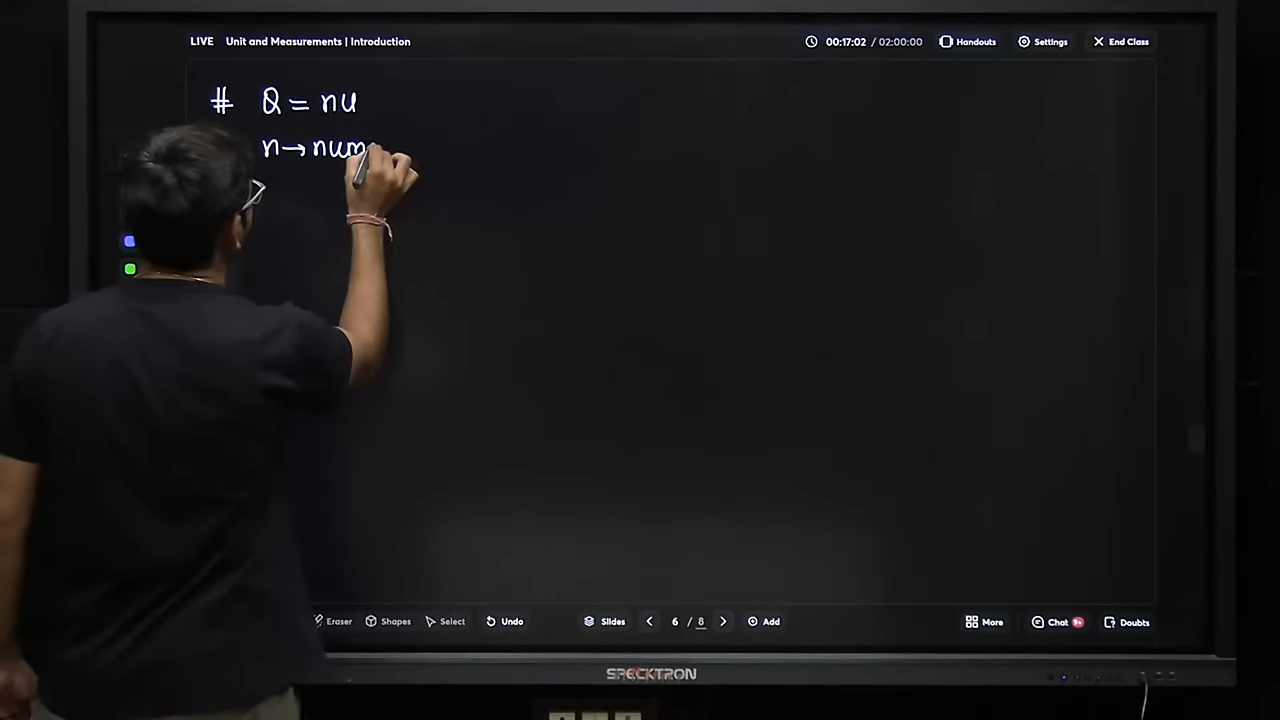 LIVE Unit and Measurements | Introduction 00:17:02 / 02:00:00 Handouts Settings End Class
# Q = nu
n → num
Eraser Shapes Select Undo Slides 6 / 8 Add More Chat 9+ Doubts
SPECKTRON